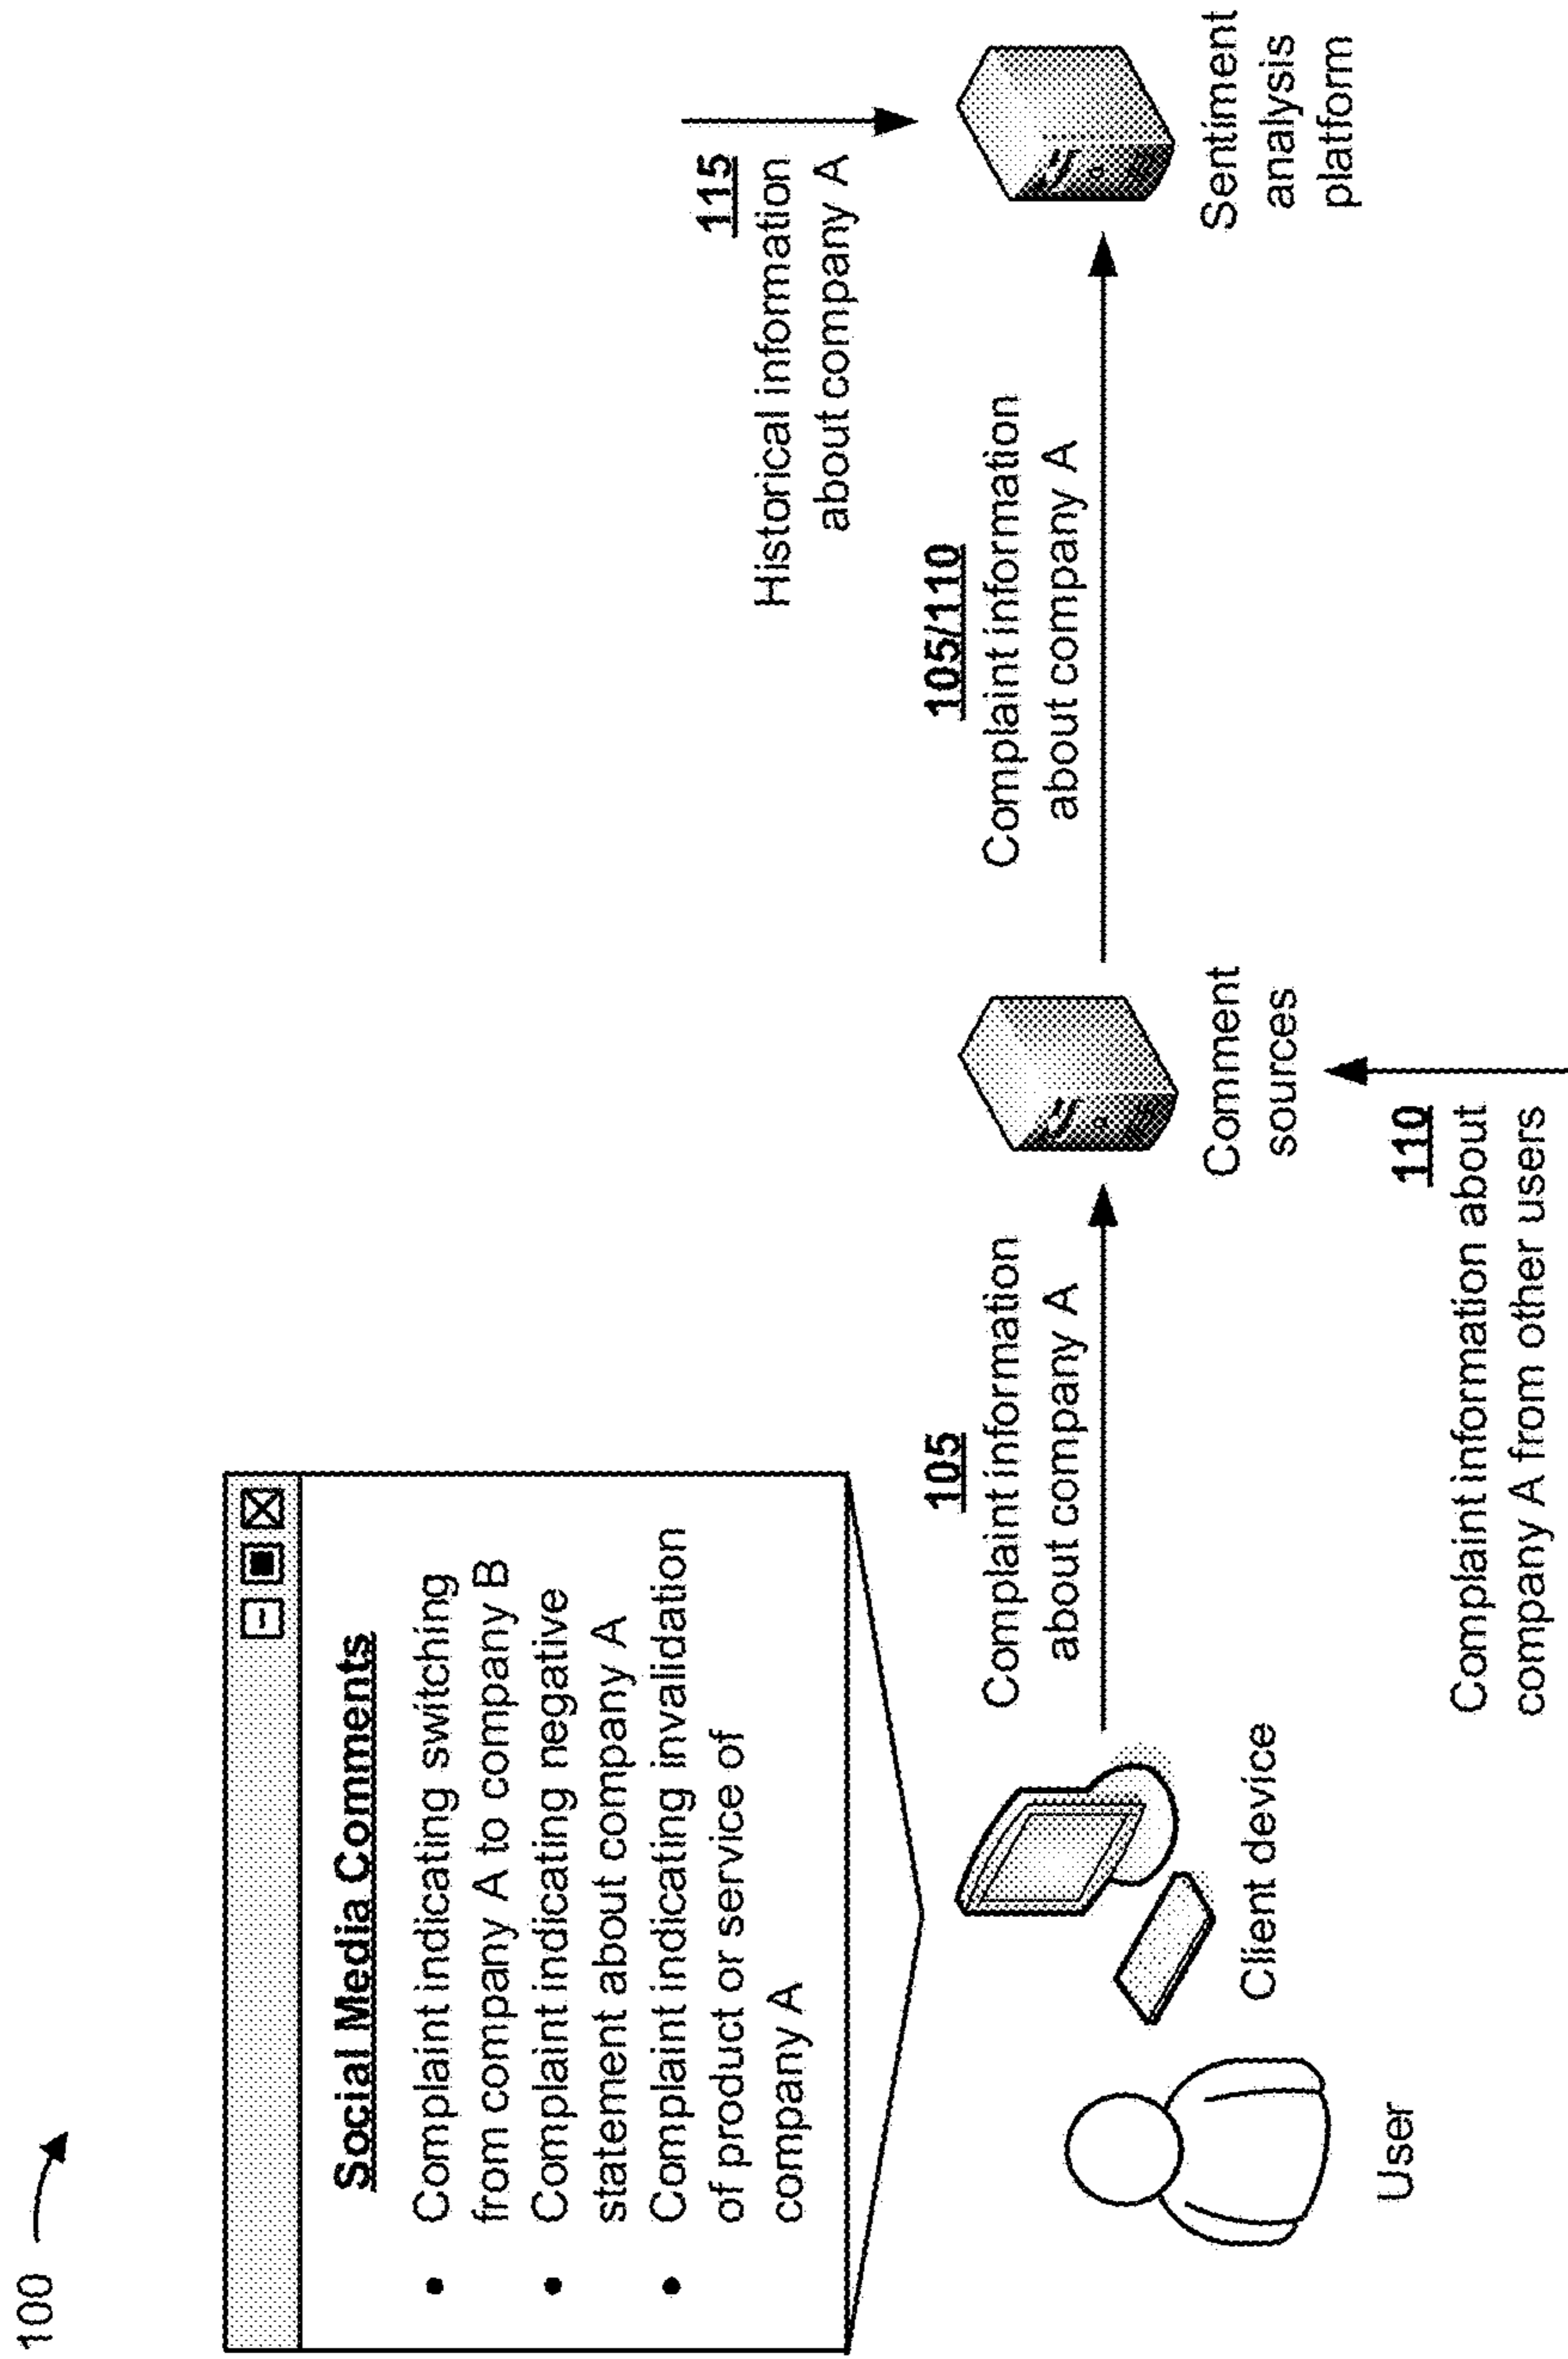 100
Social Media Comments
• Complaint indicating switching
from company A to company B
• Complaint indicating negative
statement about company A
• Complaint indicating invalidation
of product or service of
company A
User
Client device
105
Complaint information
about company A
Comment
sources
110
Complaint information about
company A from other users
105/110
Complaint information
about company A
115
Historical information
about company A
Sentiment
analysis
platform